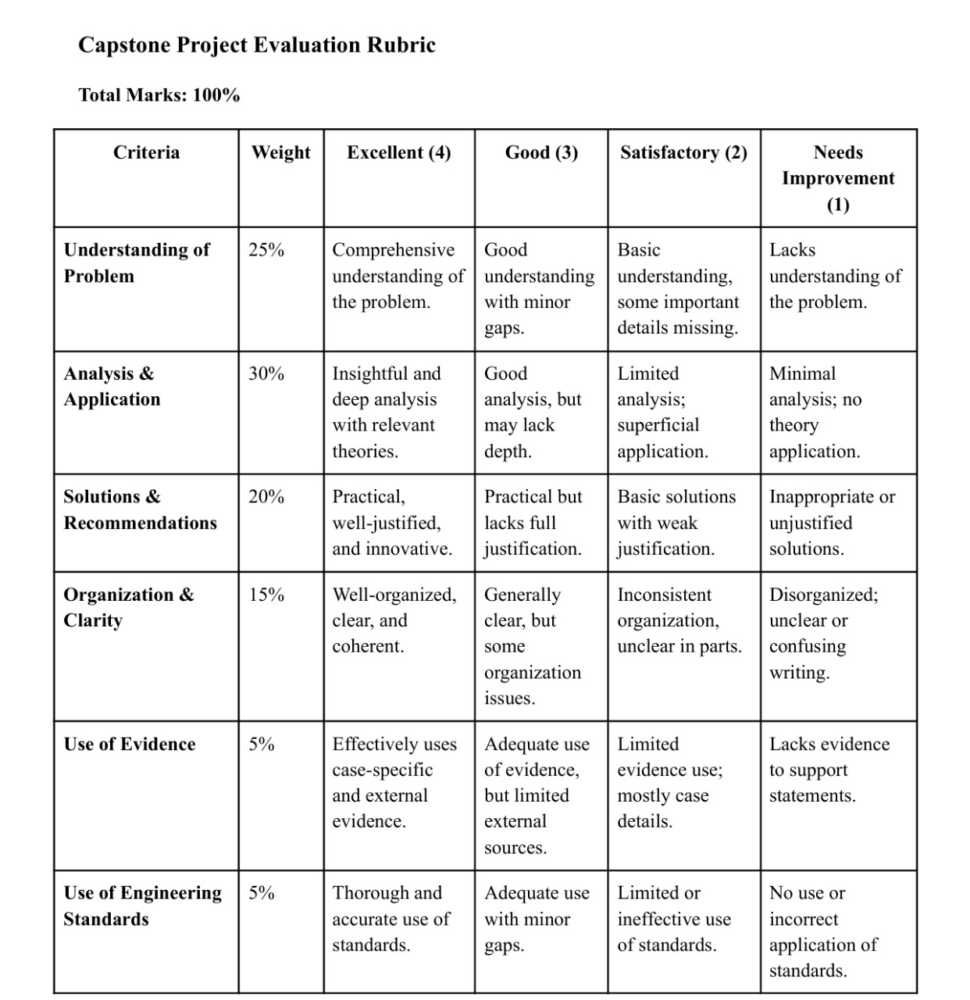 Capstone Project Evaluation Rubric
Total Marks: 100%
Criteria
Weight
Excellent (4)
Good (3)
Satisfactory (2)
Needs
Improvement
(1)
Understanding of
Problem
25%
Comprehensive
understanding of
the problem.
Good
understanding
with minor
gaps.
Basic
understanding,
some important
details missing.
Lacks
understanding of
the problem.
Analysis &
Application
30%
Insightful and
deep analysis
with relevant
theories.
Good
analysis, but
may lack
depth.
Limited
analysis;
superficial
application.
Minimal
analysis; no
theory
application.
Solutions &
Recommendations
20%
Practical,
well-justified,
and innovative.
Practical but
lacks full
justification.
Basic solutions
with weak
justification.
Inappropriate or
unjustified
solutions.
Organization &
Clarity
15%
Well-organized,
clear, and
coherent.
Generally
clear, but
some
organization
issues.
Inconsistent
organization,
unclear in parts.
Disorganized;
unclear or
confusing
writing.
Use of Evidence
5%
Effectively uses
case-specific
and external
evidence.
Adequate use
of evidence,
but limited
external
sources.
Limited
evidence use;
mostly case
details.
Lacks evidence
to support
statements.
Use of Engineering
Standards
5%
Thorough and
accurate use of
standards.
Adequate use
with minor
gaps.
Limited or
ineffective use
of standards.
No use or
incorrect
application of
standards.